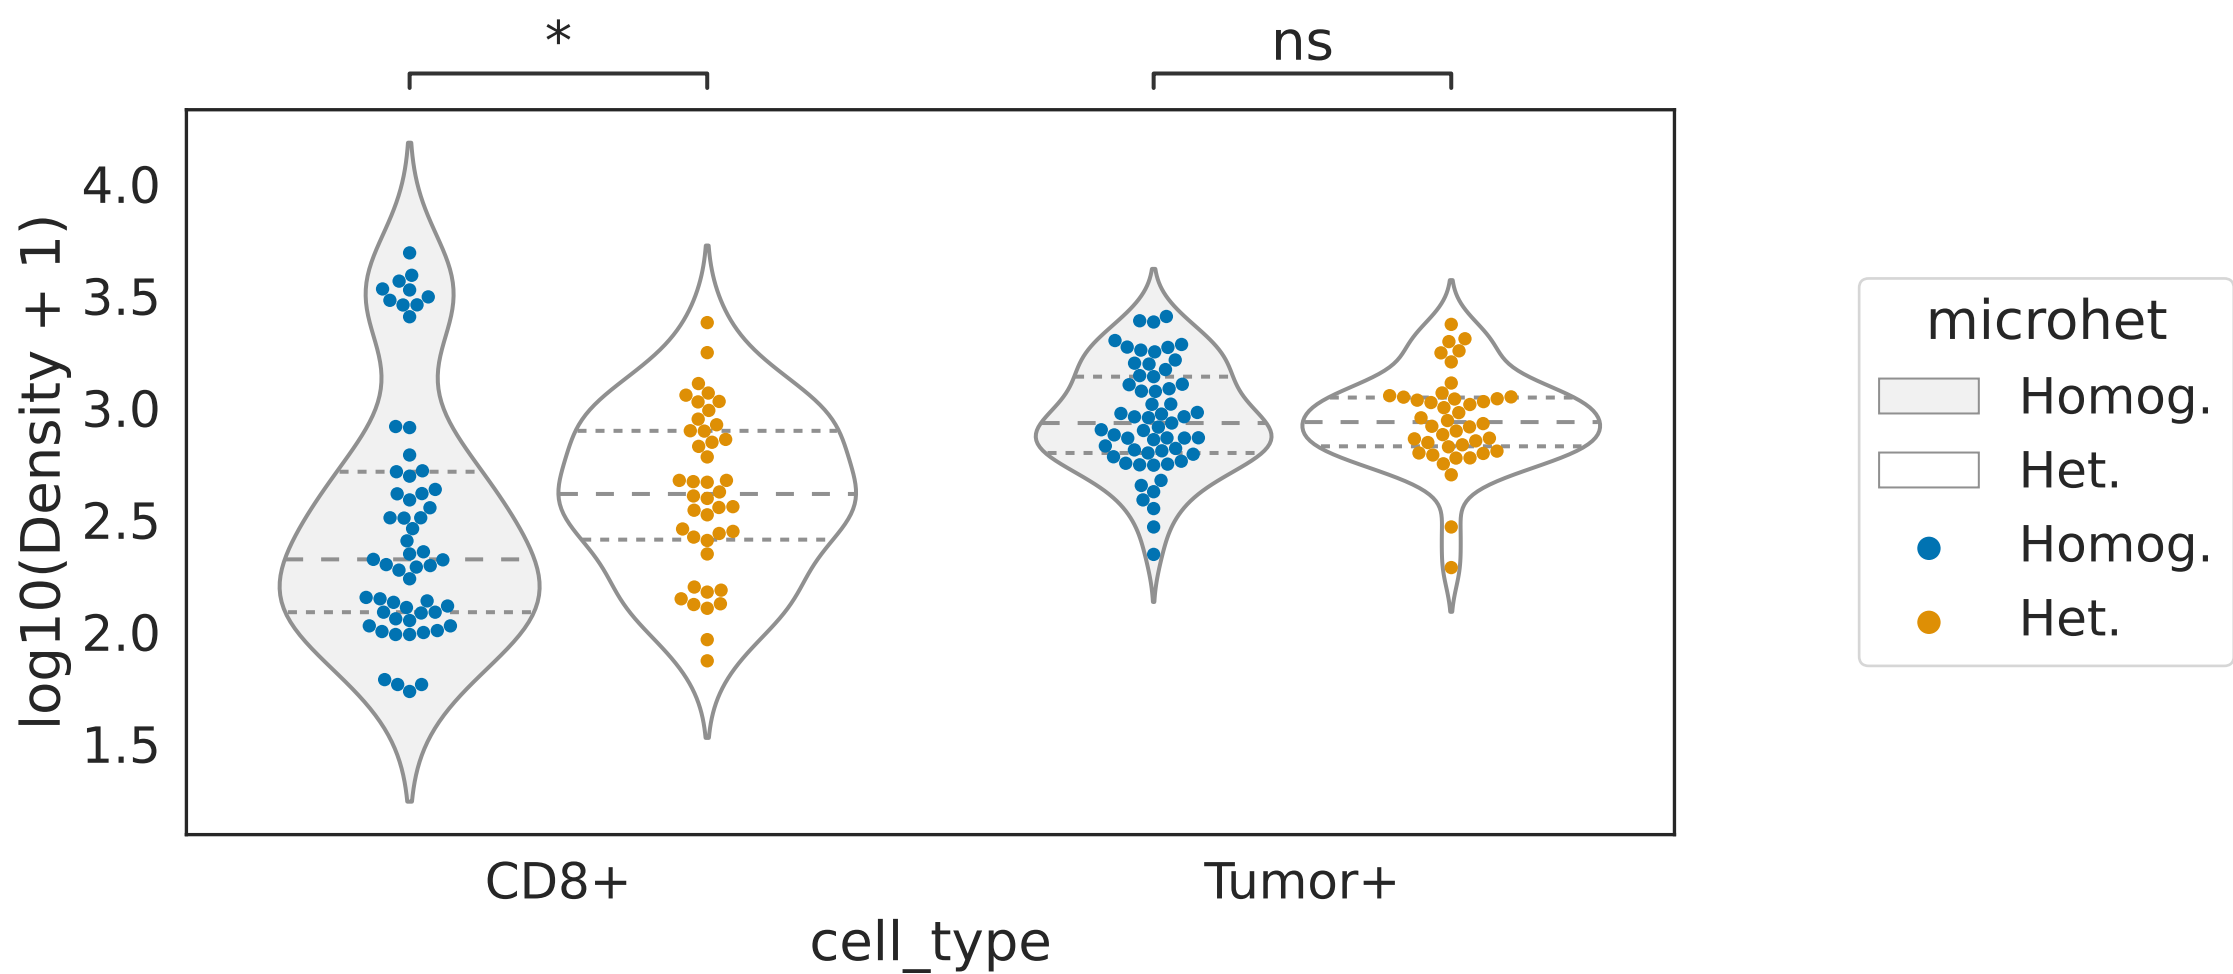 *
ns
log10(Density + 1)
4.0
3.5
3.0
2.5
2.0
1.5
CD8+
Tumor+
cell_type
microhet
Homog.
Het.
Homog.
Het.